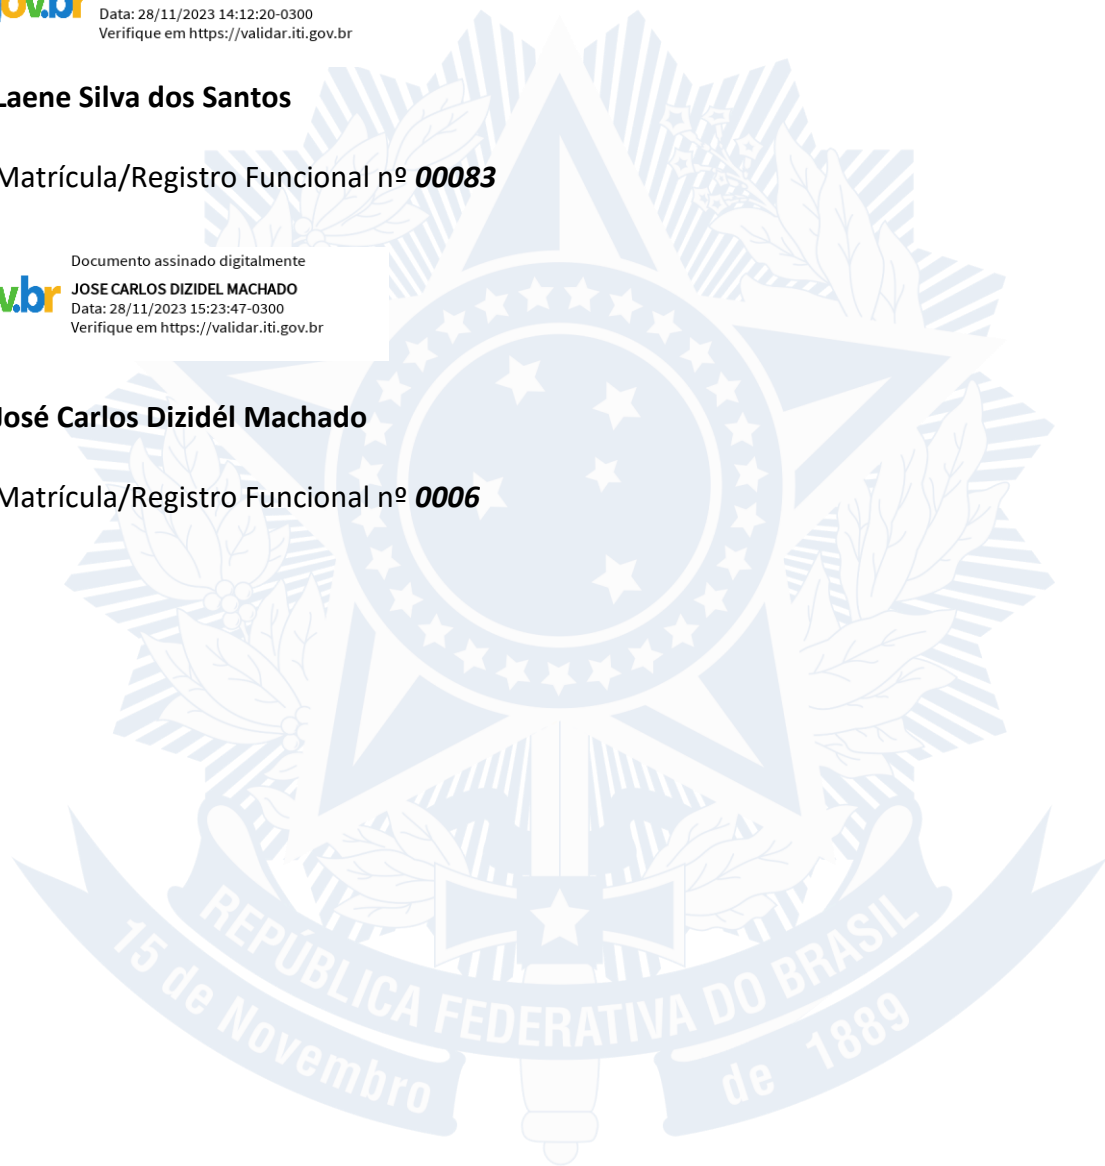 gov.br
Data: 28/11/2023 14:12:20-0300
Verifique em https://validar.iti.gov.br
Laene Silva dos Santos
Matrícula/Registro Funcional nº 00083
Documento assinado digitalmente
v.br
JOSE CARLOS DIZIDEL MACHADO
Data: 28/11/2023 15:23:47-0300
Verifique em https://validar.iti.gov.br
José Carlos Dizidél Machado
Matrícula/Registro Funcional nº 0006
REPÚBLICA FEDERATIVA DO BRASIL
15 de Novembro de 1889